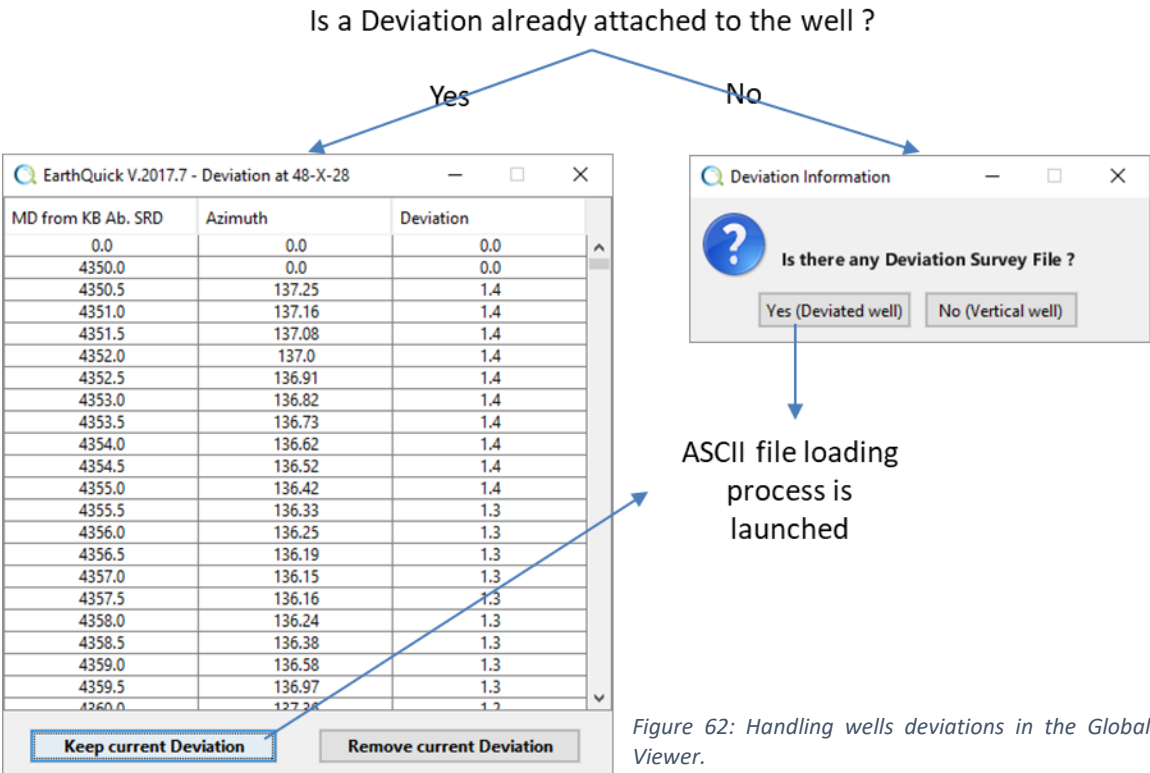 Is a Deviation already attached to the well ?
Yes
No
EarthQuick V.2017.7 - Deviation at 48-X-28
MD from KB Ab. SRD Azimuth Deviation
0.0 0.0 0.0
4350.0 0.0 0.0
4350.5 137.25 1.4
4351.0 137.16 1.4
4351.5 137.08 1.4
4352.0 137.0 1.4
4352.5 136.91 1.4
4353.0 136.82 1.4
4353.5 136.73 1.4
4354.0 136.62 1.4
4354.5 136.52 1.4
4355.0 136.42 1.4
4355.5 136.33 1.3
4356.0 136.25 1.3
4356.5 136.19 1.3
4357.0 136.15 1.3
4357.5 136.16 1.3
4358.0 136.24 1.3
4358.5 136.38 1.3
4359.0 136.58 1.3
4359.5 136.97 1.3
4360.0
Keep current Deviation Remove current Deviation
Deviation Information
Is there any Deviation Survey File ?
Yes (Deviated well) No (Vertical well)
ASCII file loading
process is
launched
Figure 62: Handling wells deviations in the Global
Viewer.